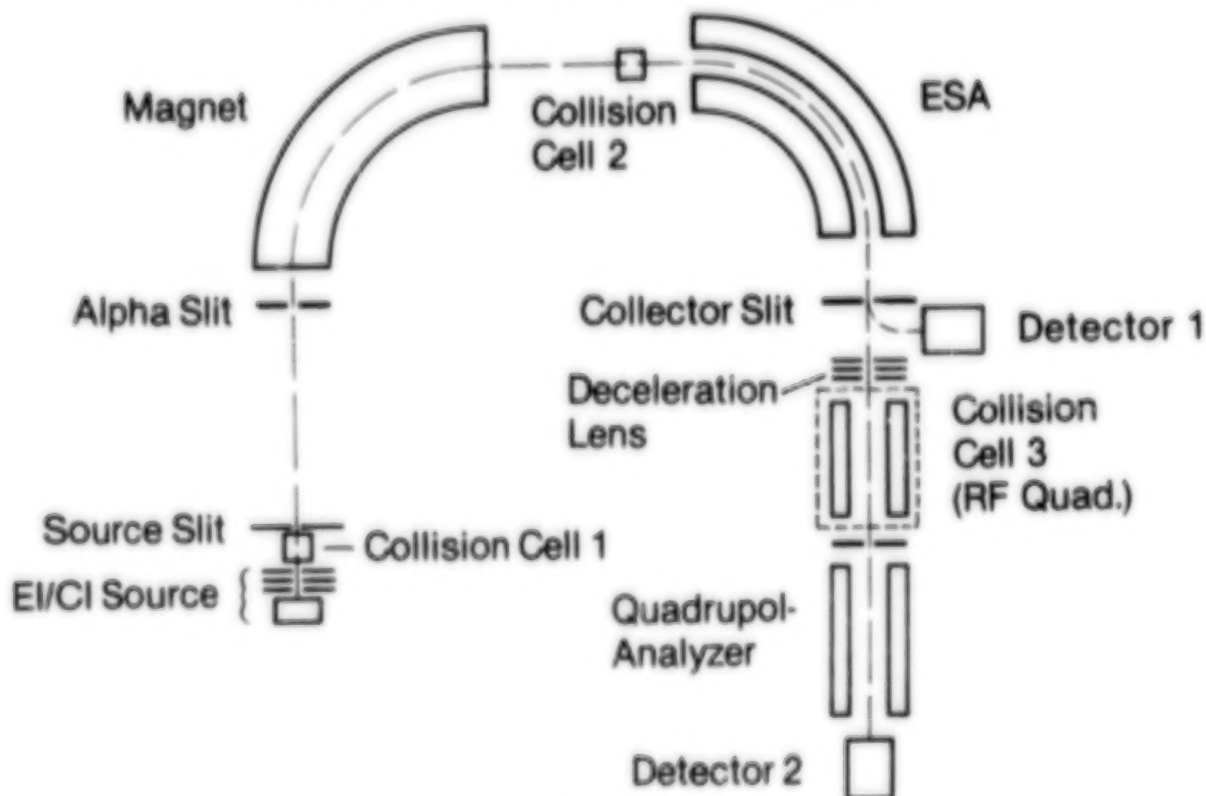 Magnet
Collision
Cell 2
ESA
Alpha Slit
Collector Slit
Detector 1
Deceleration
Lens
Collision
Cell 3
(RF Quad.)
Source Slit
Collision Cell 1
EI/CI Source
Quadrupol-
Analyzer
Detector 2